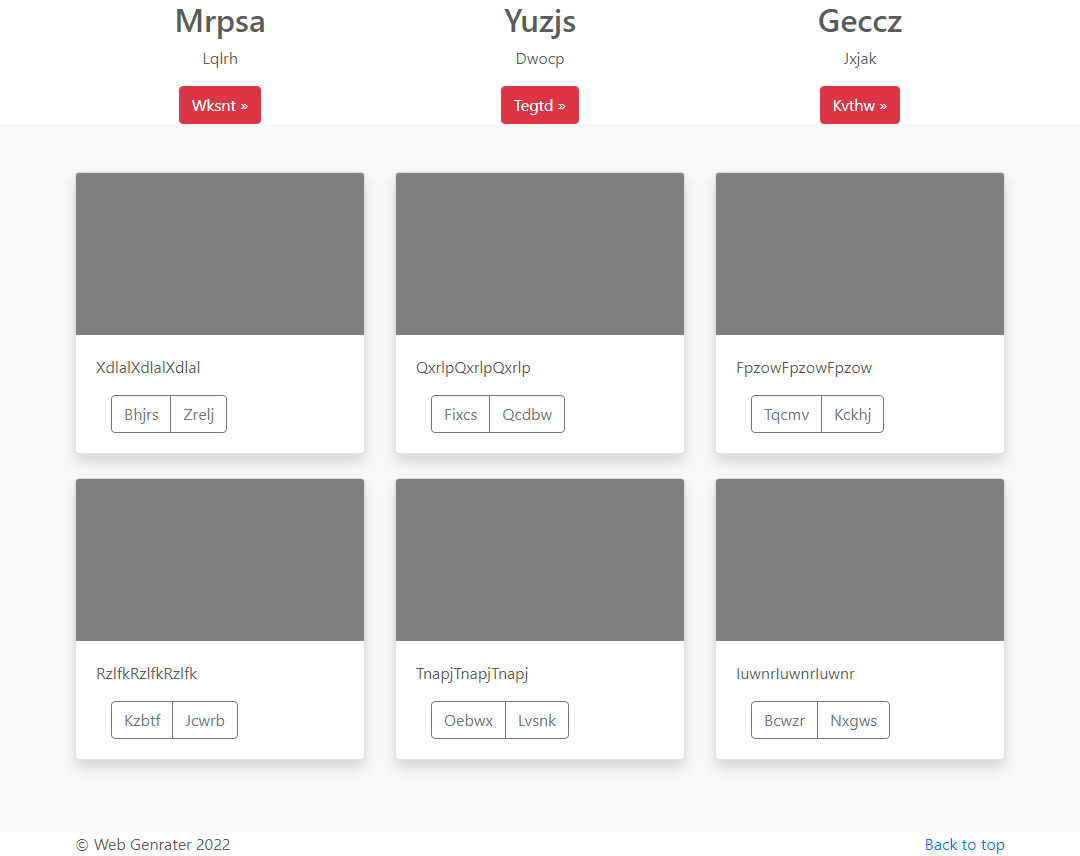 Mrpsa Yuzjs Geccz
Lqlrh Dwocp Jxjak
Wksnt » Tegtd » Kvthw »
XdlalXdlalXdlal QxrlpQxrlpQxrlp FpzowFpzowFpzow
Bhjrs Zrelj Fixcs Qcdbw Tqcmv Kckhj
RzlfkRzlfkRzlfk TnapjTnapjTnapj IuwnrIuwnrIuwnr
Kzbtf Jcwrb Oebwx Lvsnk Bcwzr Nxgws
© Web Genrater 2022 Back to top